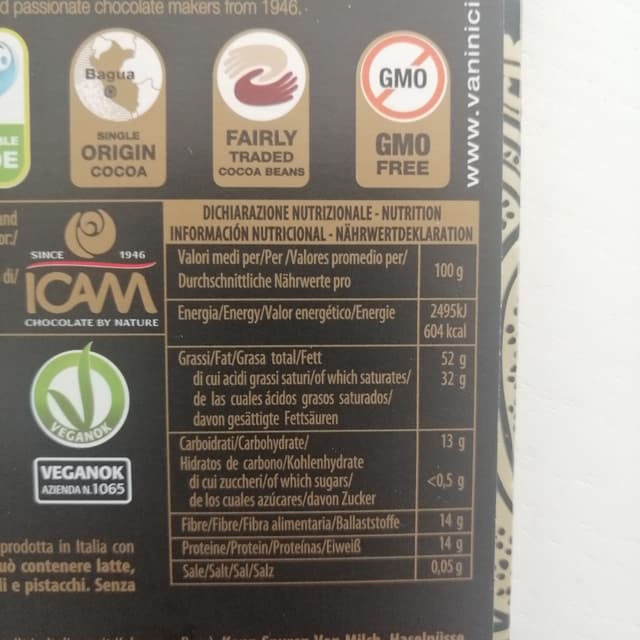 passionate chocolate makers from 1946.
Bagua
SINGLE
ORIGIN
COCOA
FAIRLY
TRADED
COCOA BEANS
GMO
GMO
FREE
www.vaninici
SINCE 1946
ICAM
CHOCOLATE BY NATURE
VEGANOK
VEGANOK
AZIENDA N.1065
DICHIARAZIONE NUTRIZIONALE - NUTRITION
INFORMACIÓN NUTRICIONAL - NÄHRWERTDEKLARATION
Valori medi per/Per /Valores promedio per/
Durchschnittliche Nährwerte pro
100 g
Energia/Energy/Valor energético/Energie
2495kJ
604 kcal
Grassi/Fat/Grasa total/Fett 52 g
di cui acidi grassi saturi/of which saturates/ 32 g
de las cuales ácidos grasos saturados/
davon gesättigte Fettsäuren
Carboidrati/Carbohydrate/ 13 g
Hidratos de carbono/Kohlenhydrate
di cui zuccheri/of which sugars/ <0,5 g
de los cuales azúcares/davon Zucker
Fibre/Fibre/Fibra alimentaria/Ballaststoffe 14 g
Proteine/Protein/Proteínas/Eiweiß 14 g
Sale/Salt/Sal/Salz 0,05 g
prodotta in Italia con
può contenere latte,
e pistacchi. Senza